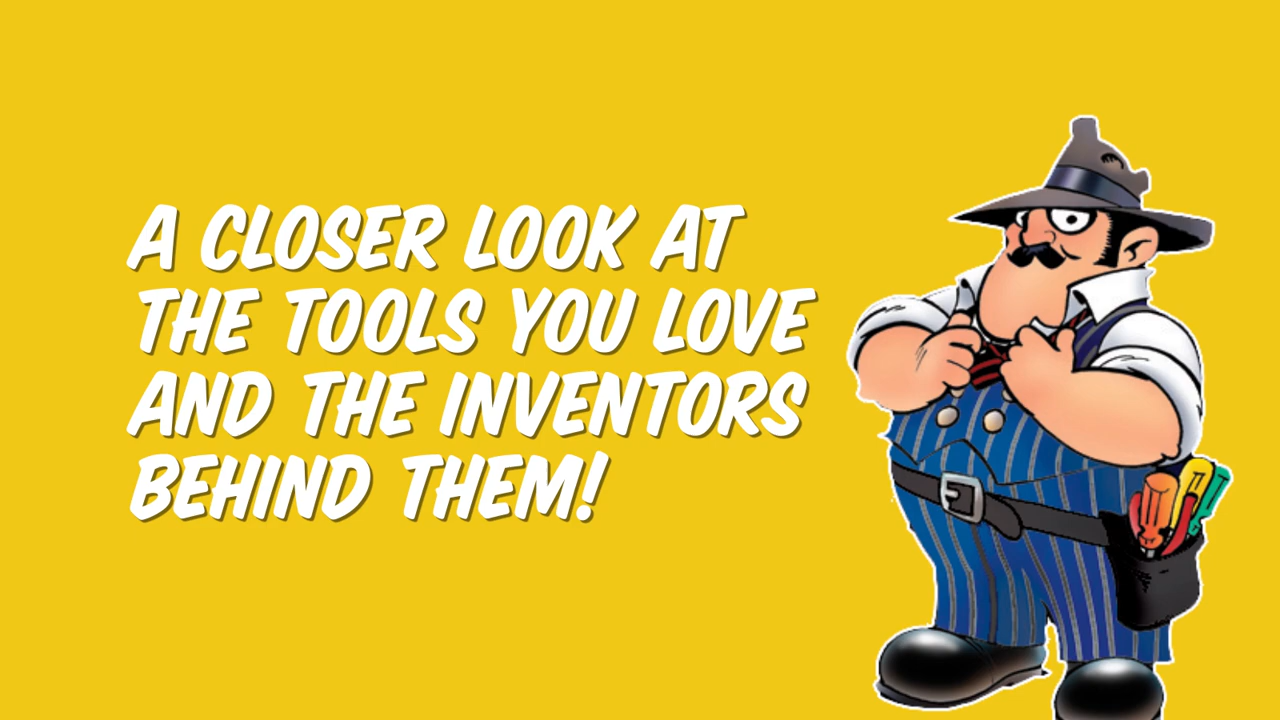 A CLOSER LOOK AT
THE TOOLS YOU LOVE
AND THE INVENTORS
BEHIND THEM!